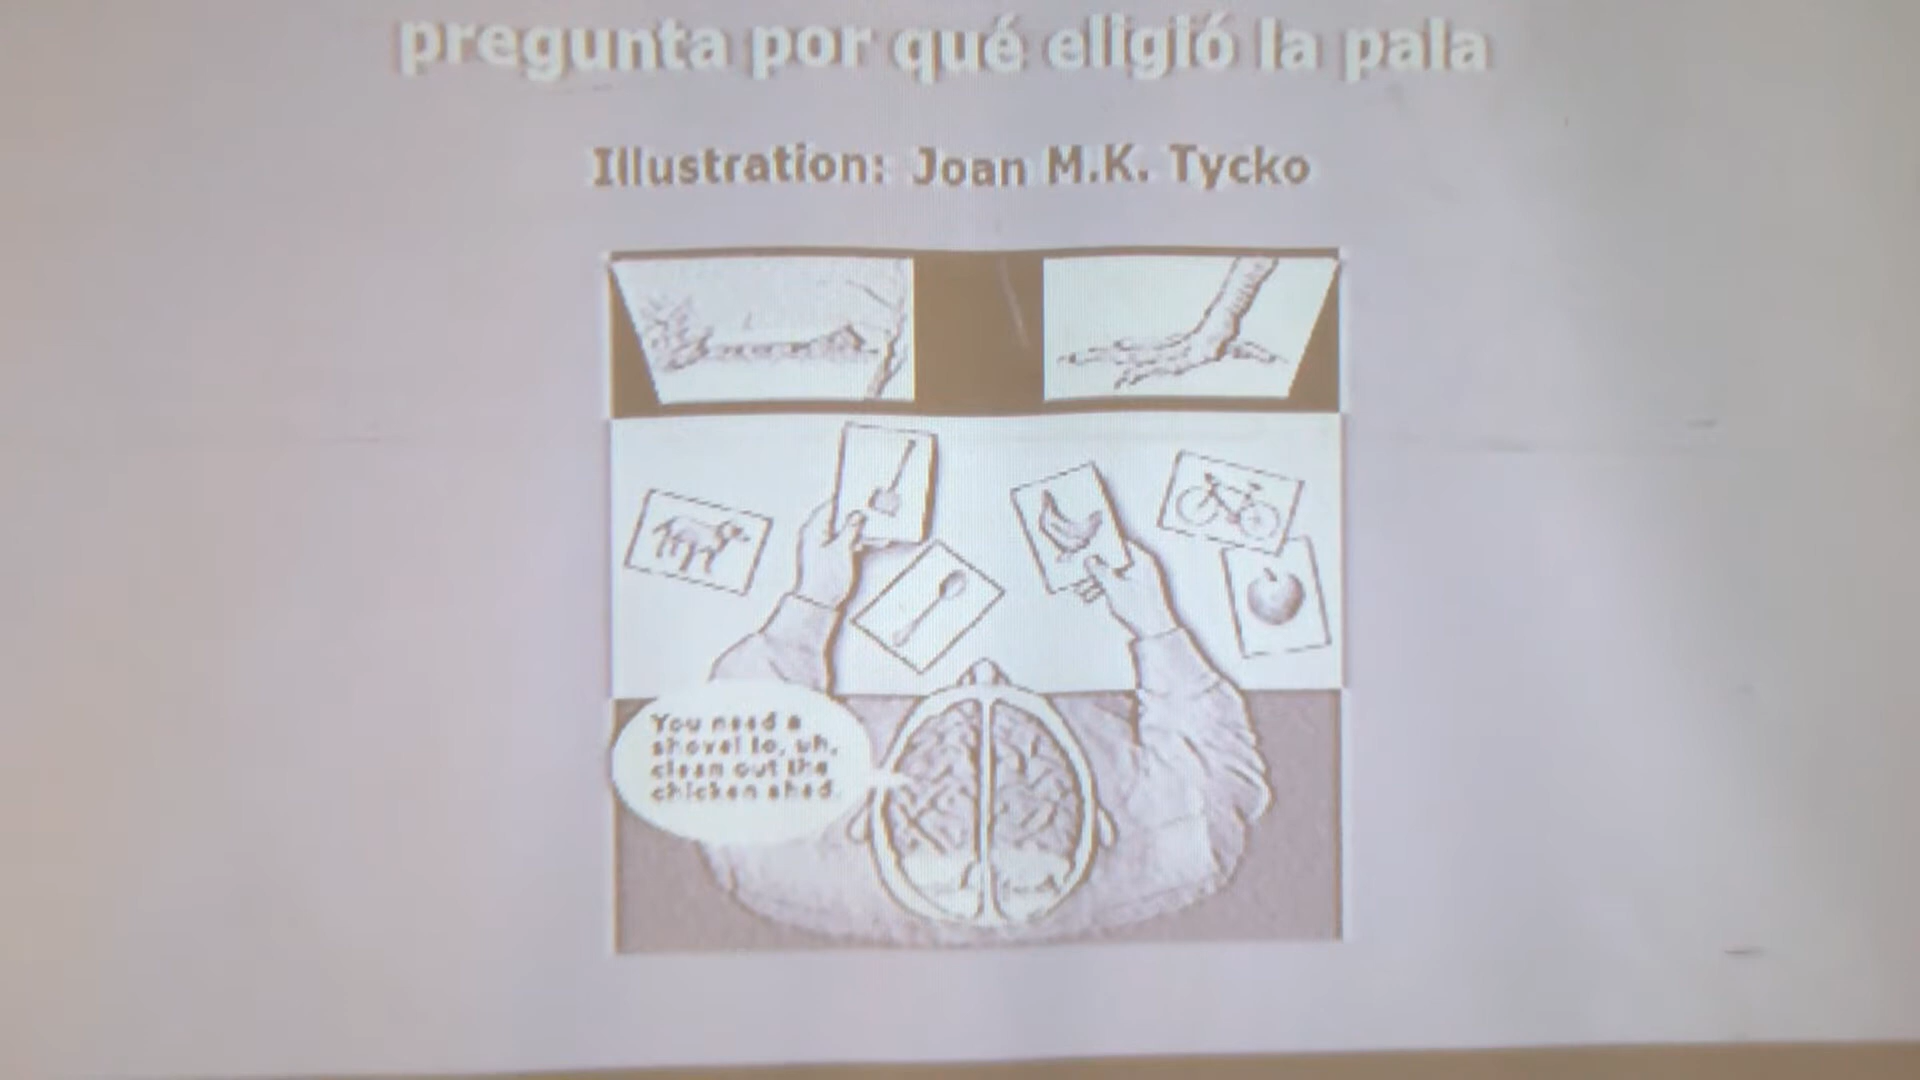 pregunta por qué eligió la pala
Illustration: Joan M.K. Tycko
You need a
shovel to, uh,
clean out the
chicken shed.